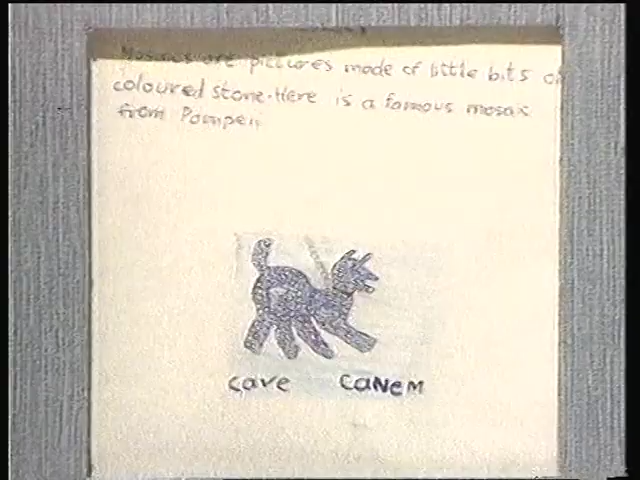 Mosaics are pictures made of little bits of
coloured stone. Here is a famous mosaic
from Pompeii
cave canem